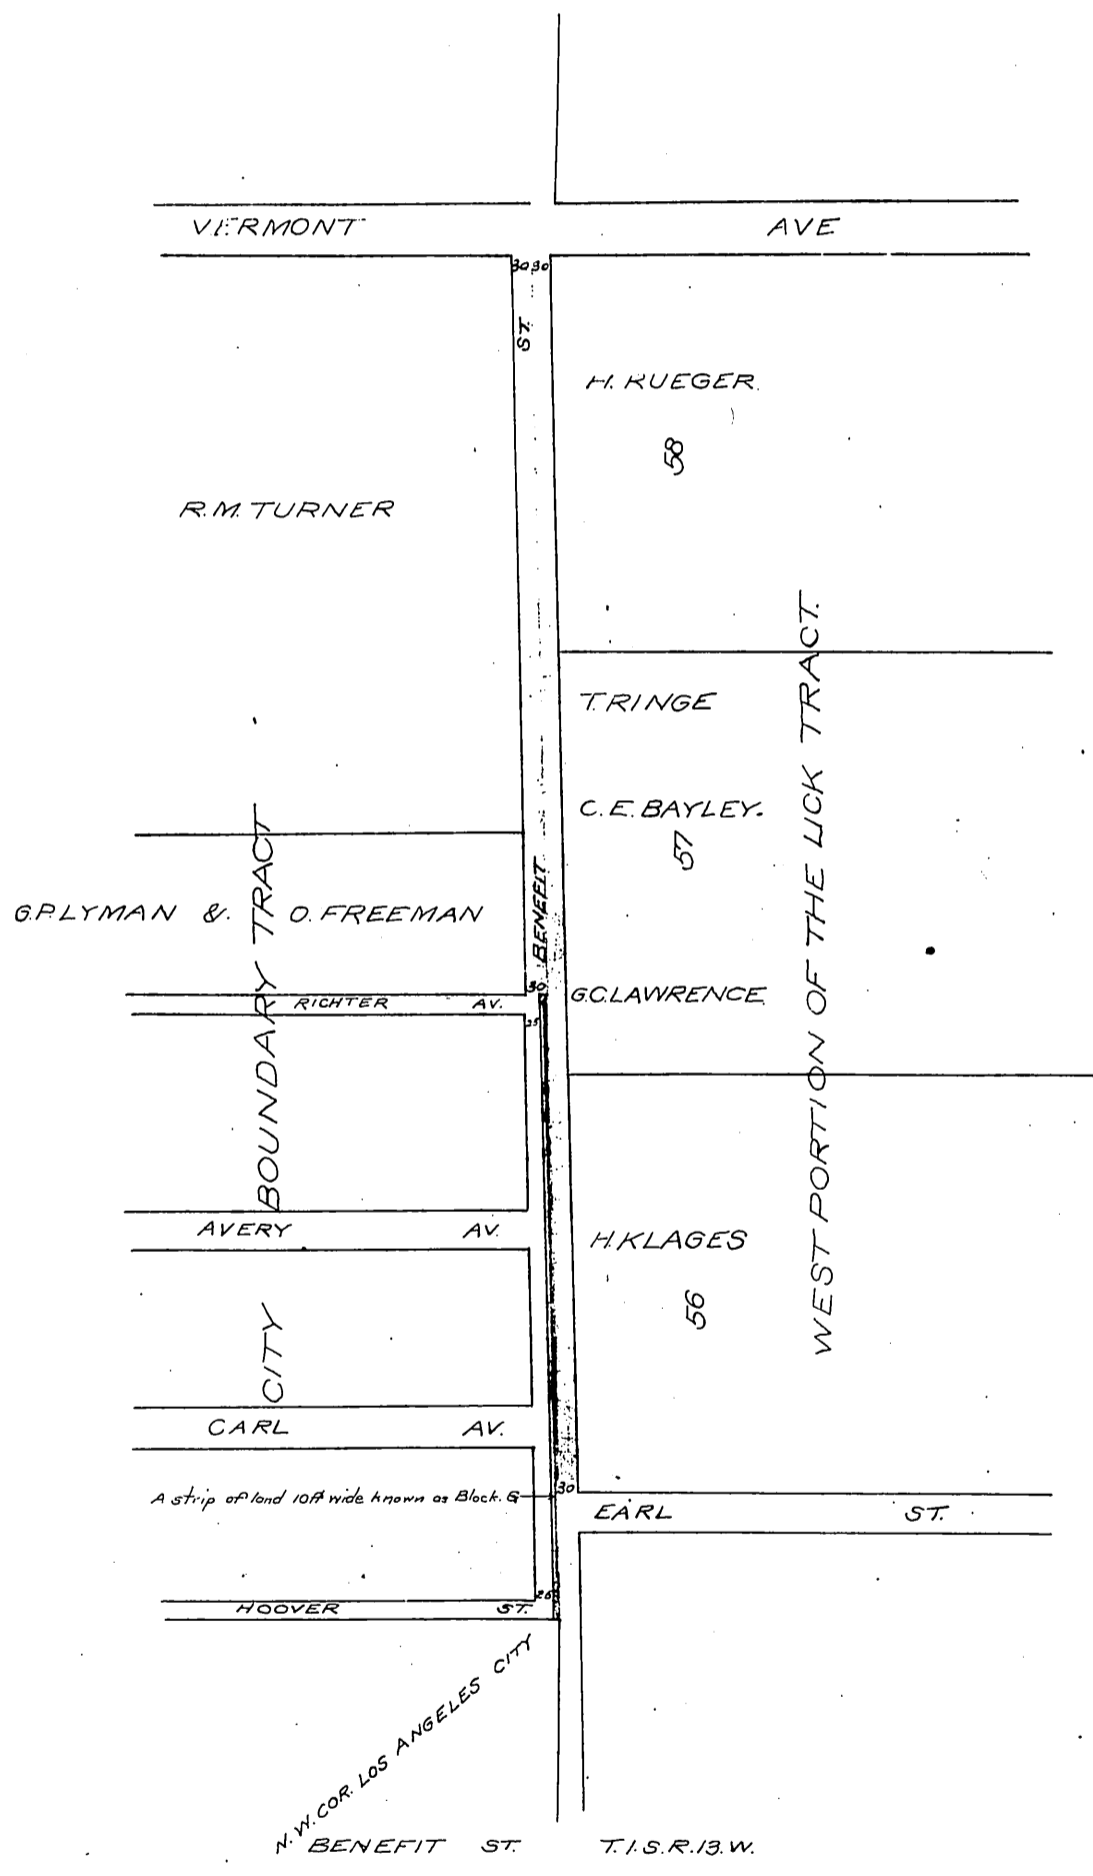 VERMONT AVE
30 30
ST.
H. RUEGER.
58
R.M. TURNER
T. RINGE
C. E. BAYLEY.
57
BENEFIT
G.P. LYMAN & O. FREEMAN
30
G.C. LAWRENCE
RICHTER AV.
25
CITY BOUNDARY TRACT
WEST PORTION OF THE LICK TRACT.
AVERY AV.
H. KLAGES
56
CARL AV.
A strip of land 10ft wide known as Block. G
30
EARL ST.
HOOVER ST.
N.W. COR. LOS ANGELES CITY
BENEFIT ST. T.1.S.R.13.W.